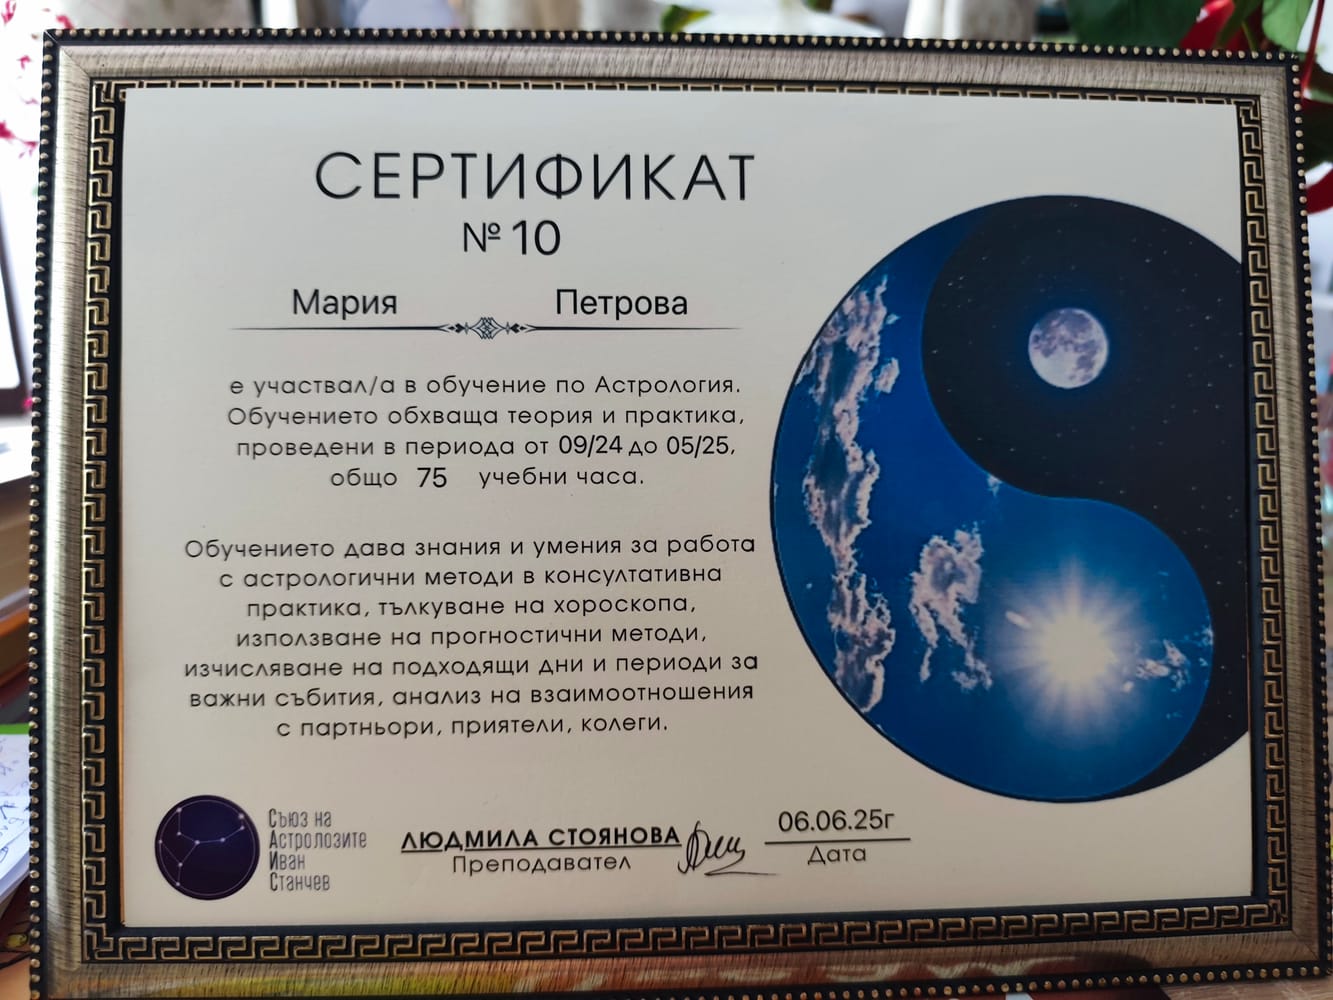 СЕРТИФИКАТ
№ 10
Мария Петрова
е участвал/а в обучение по Астрология.
Обучението обхваща теория и практика,
проведени в периода от 09/24 до 05/25,
общо 75 учебни часа.
Обучението дава знания и умения за работа
с астрологични методи в консултативна
практика, тълкуване на хороскопа,
използване на прогностични методи,
изчисляване на подходящи дни и периоди за
важни събития, анализ на взаимоотношения
с партньори, приятели, колеги.
Съюз на
Астролозите
Иван
Станчев
ЛЮДМИЛА СТОЯНОВА
Преподавател
06.06.25г
Дата